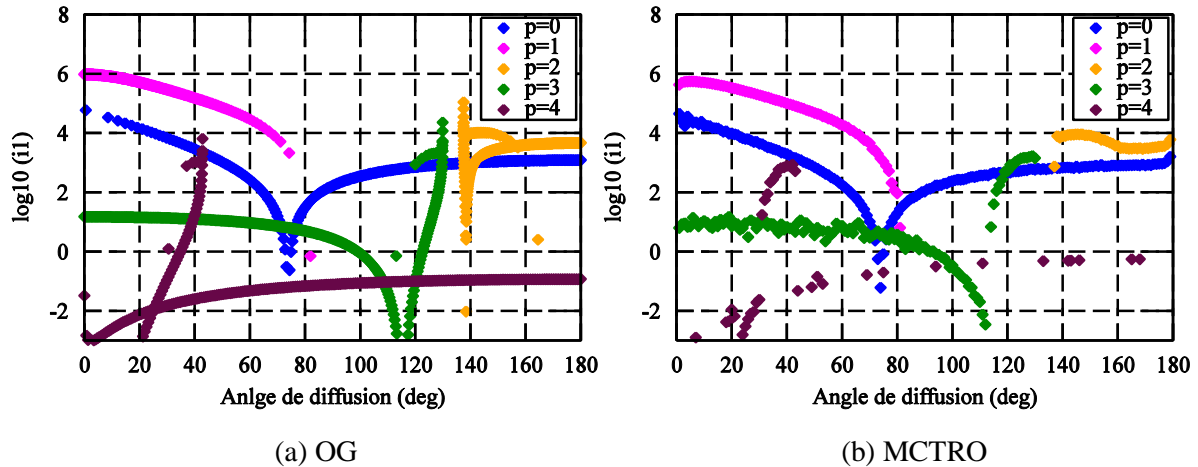 8
6
4
2
0
-2
0 20 40 60 80 100 120 140 160 180
log10 (i1)
Anlge de diffusion (deg)
p=0
p=1
p=2
p=3
p=4
(a) OG
8
6
4
2
0
-2
0 20 40 60 80 100 120 140 160 180
log10 (i1)
Angle de diffusion (deg)
p=0
p=1
p=2
p=3
p=4
(b) MCTRO